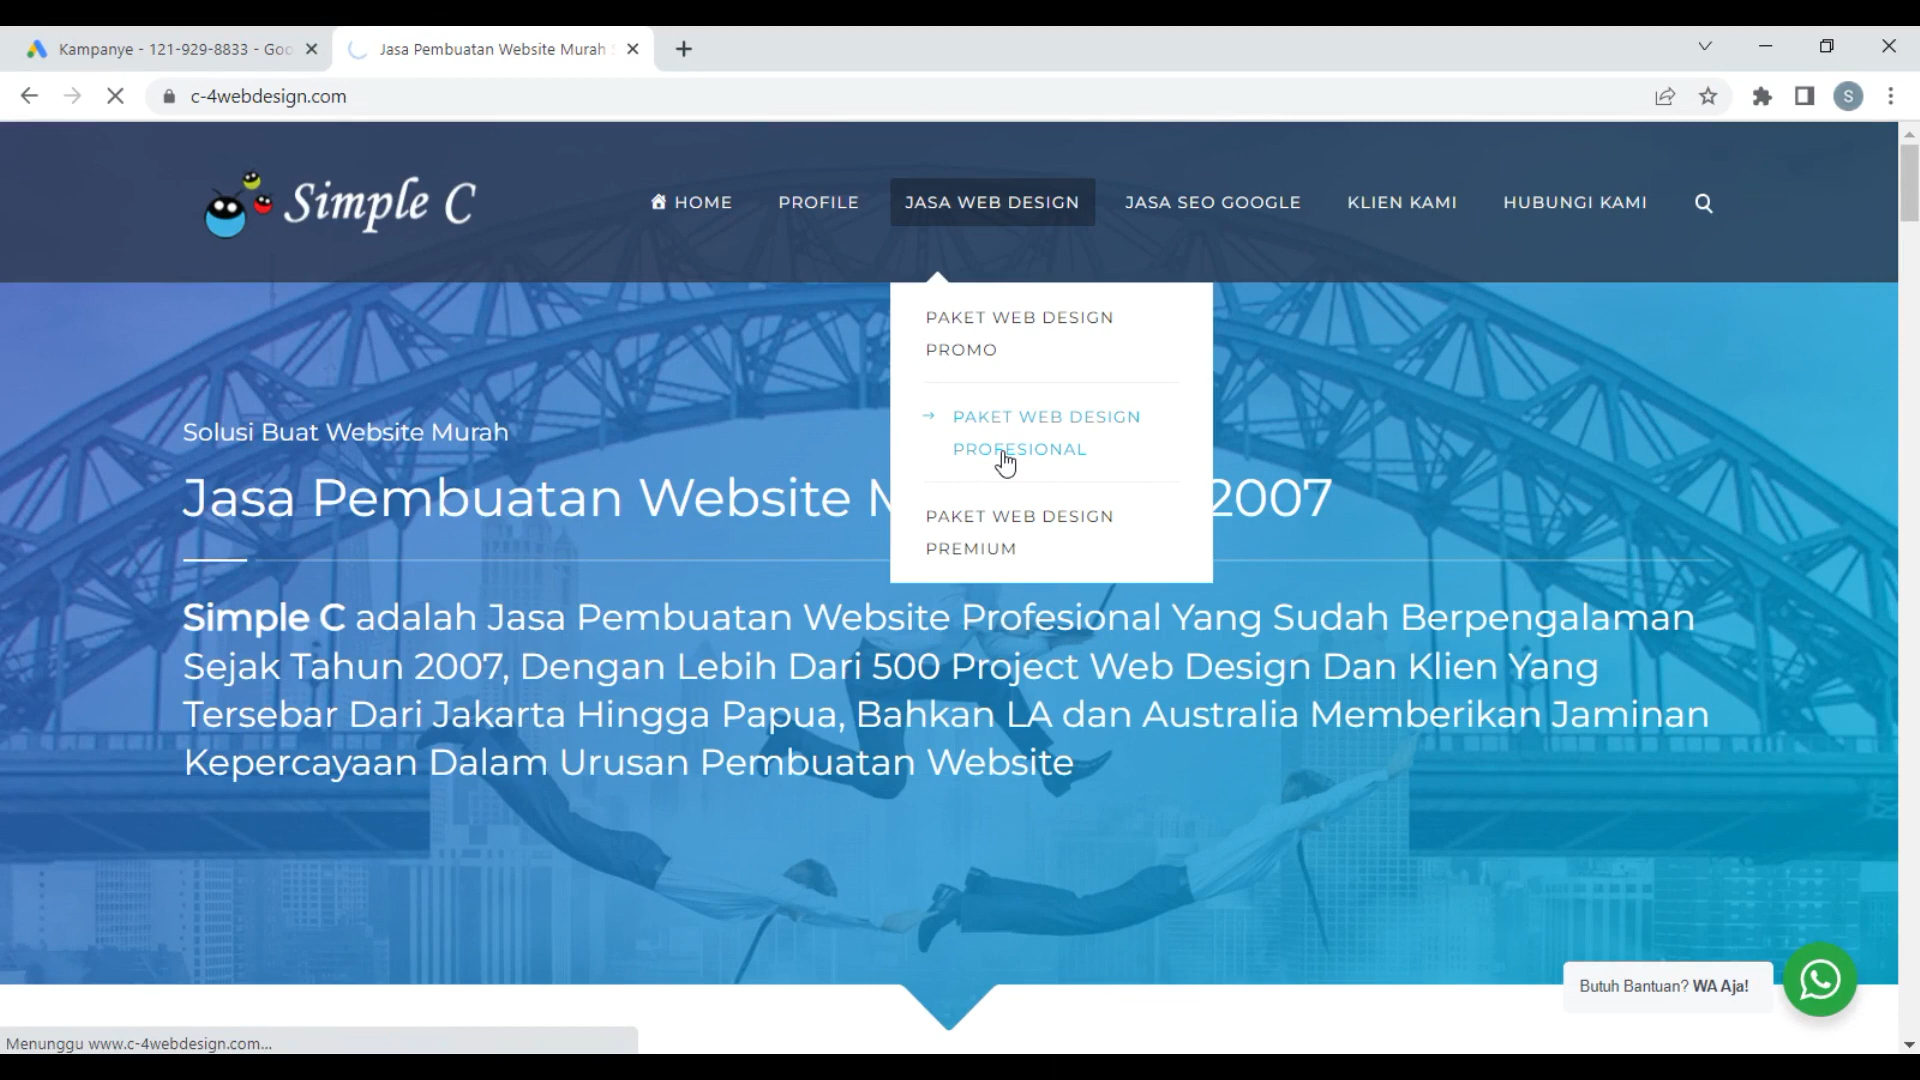 Kampanye - 121-929-8833 - Goo
Jasa Pembuatan Website Murah S
c-4webdesign.com
S
Simple C
HOME
PROFILE
JASA WEB DESIGN
JASA SEO GOOGLE
KLIEN KAMI
HUBUNGI KAMI
PAKET WEB DESIGN
PROMO
PAKET WEB DESIGN
PROFESIONAL
PAKET WEB DESIGN
PREMIUM
Solusi Buat Website Murah
Jasa Pembuatan Website 2007
Simple C adalah Jasa Pembuatan Website Profesional Yang Sudah Berpengalaman
Sejak Tahun 2007, Dengan Lebih Dari 500 Project Web Design Dan Klien Yang
Tersebar Dari Jakarta Hingga Papua, Bahkan LA dan Australia Memberikan Jaminan
Kepercayaan Dalam Urusan Pembuatan Website
Butuh Bantuan? WA Aja!
Menunggu www.c-4webdesign.com...